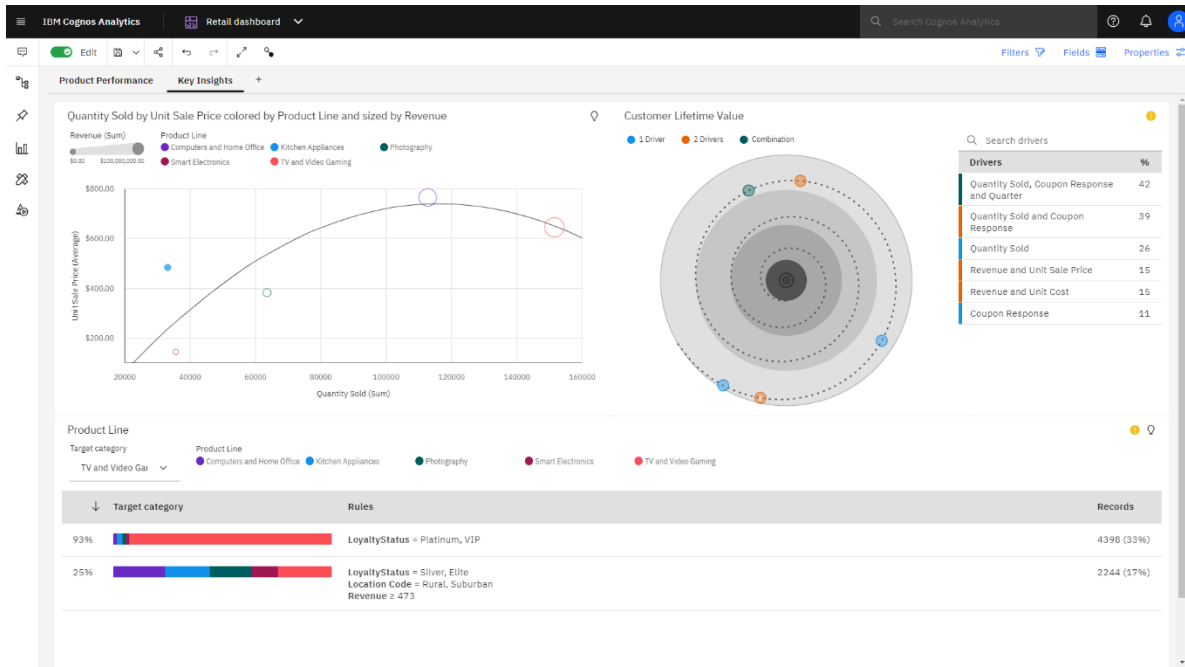 IBM Cognos Analytics
Retail dashboard
Search Cognos Analytics
Edit
Filters
Fields
Properties
Product Performance
Key Insights
+
Quantity Sold by Unit Sale Price colored by Product Line and sized by Revenue
Revenue (Sum)
$0.00
$100,000,000.00
Product Line
Computers and Home Office
Kitchen Appliances
Photography
Smart Electronics
TV and Video Gaming
Unit Sale Price (Average)
$800.00
$600.00
$400.00
$200.00
20000
40000
60000
80000
100000
120000
140000
160000
Quantity Sold (Sum)
Customer Lifetime Value
1 Driver
2 Drivers
Combination
Search drivers
Drivers %
Quantity Sold, Coupon Response 42
and Quarter
Quantity Sold and Coupon 39
Response
Quantity Sold 26
Revenue and Unit Sale Price 15
Revenue and Unit Cost 15
Coupon Response 11
Product Line
Target category
TV and Video Gar
Product Line
Computers and Home Office
Kitchen Appliances
Photography
Smart Electronics
TV and Video Gaming
Target category Rules Records
93% LoyaltyStatus = Platinum, VIP 4398 (33%)
25% LoyaltyStatus = Silver, Elite 2244 (17%)
Location Code = Rural, Suburban
Revenue ≥ 473